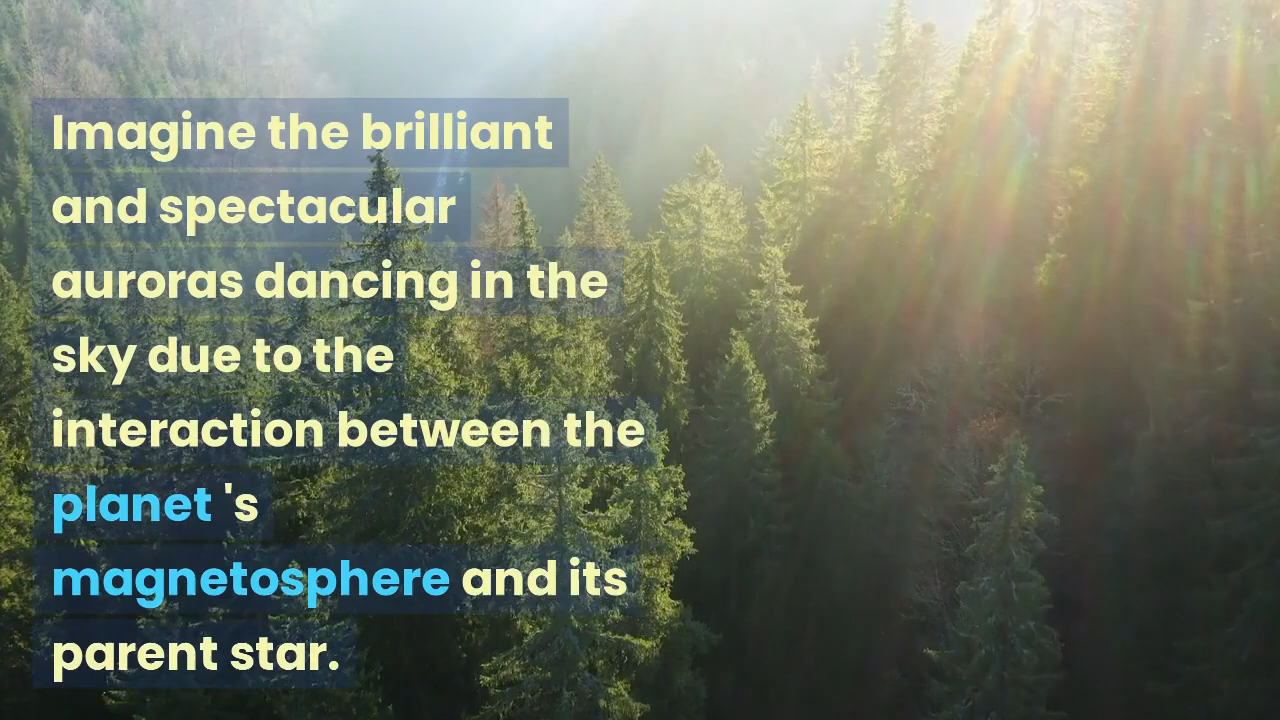 Imagine the brilliant
and spectacular
auroras dancing in the
sky due to the
interaction between the
planet 's
magnetosphere and its
parent star.